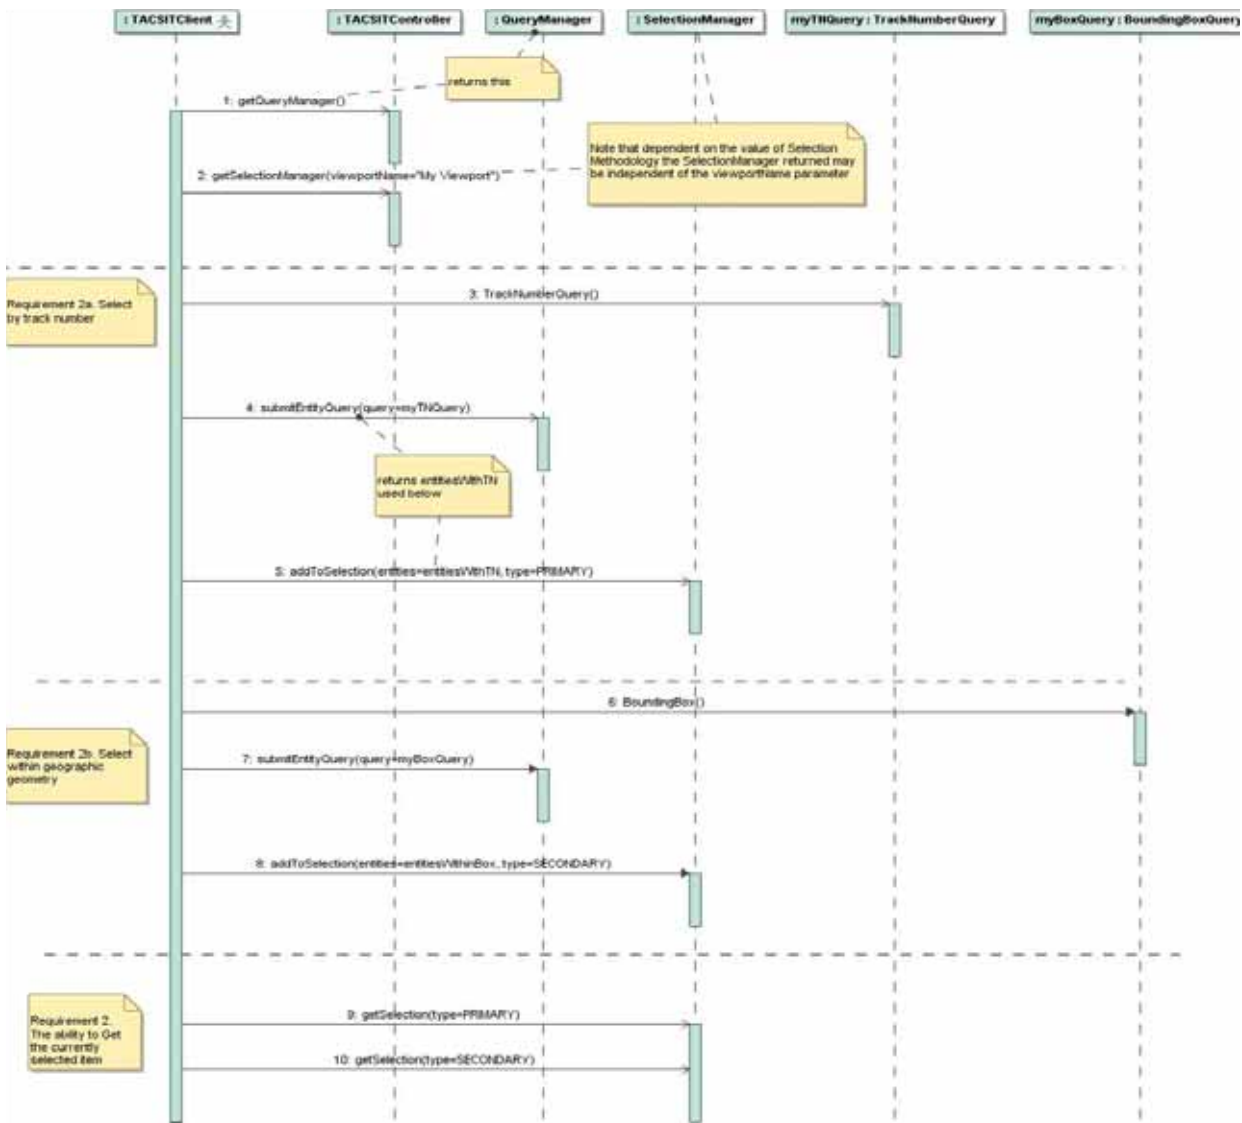 : TACSITClient
: TACSITController
: QueryManager
: SelectionManager
myTNQuery : TrackNumberQuery
myBoxQuery : BoundingBoxQuery
returns this
1: getQueryManager()
Note that dependent on the value of Selection
Methodology the SelectionManager returned may
be independent of the viewportName parameter
2: getSelectionManager(viewportName="My Viewport")
Requirement 2a. Select
by track number
3: TrackNumberQuery()
4: submitEntityQuery(query=myTNQuery)
returns entitiesWithTN
used below
5: addToSelection(entities=entitiesWithTN, type=PRIMARY)
6: BoundingBox()
Requirement 2b. Select
within geographic
geometry
7: submitEntityQuery(query=myBoxQuery)
8: addToSelection(entities=entitiesWithinBox, type=SECONDARY)
Requirement 2.
The ability to Get
the currently
selected item
9: getSelection(type=PRIMARY)
10: getSelection(type=SECONDARY)